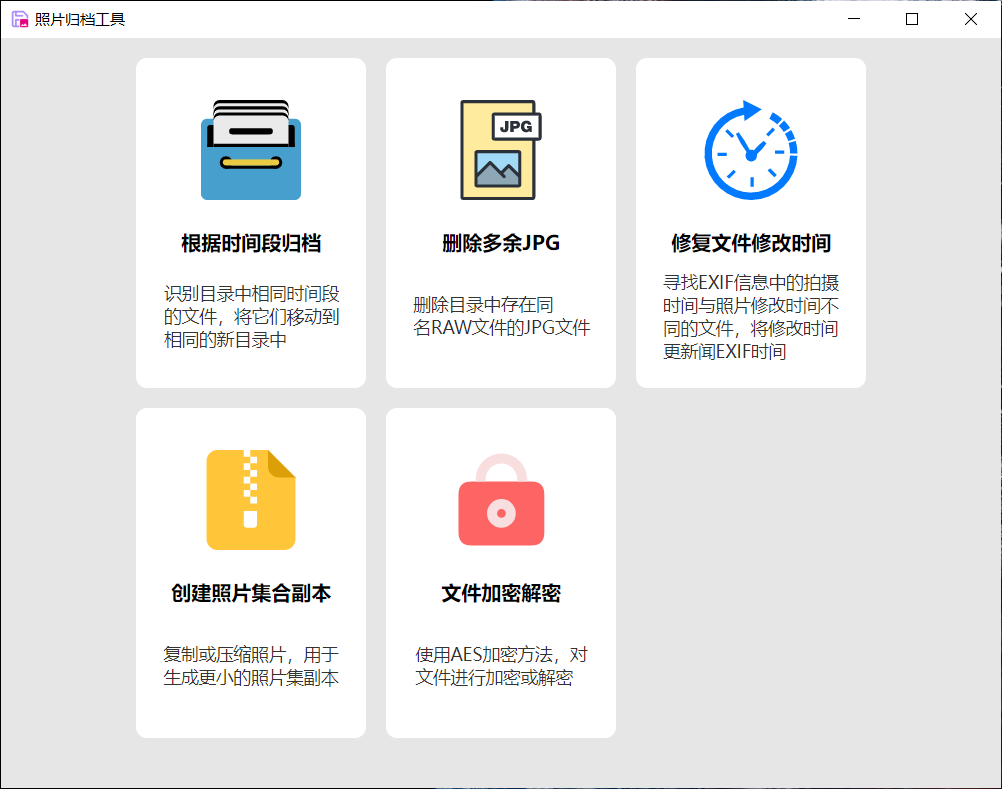 照片归档工具
JPG
根据时间段归档
删除多余JPG
修复文件修改时间
识别目录中相同时间段
的文件，将它们移动到
相同的新目录中
删除目录中存在同
名RAW文件的JPG文件
寻找EXIF信息中的拍摄
时间与照片修改时间不
同的文件，将修改时间
更新闻EXIF时间
创建照片集合副本
文件加密解密
复制或压缩照片，用于
生成更小的照片集副本
使用AES加密方法，对
文件进行加密或解密